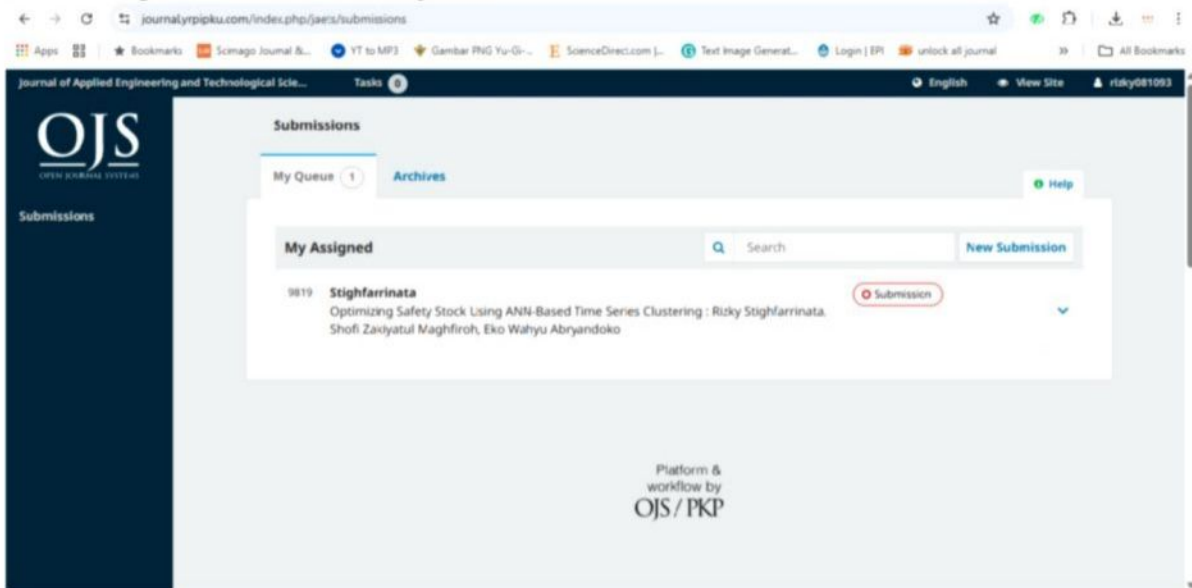 journal.yrpipku.com/index.php/jaets/submissions
Apps Bookmarks Scimago Journal &... YT to MP3 Gambar PNG Yu-Gi-... ScienceDirect.com |... Text Image Generat... Login | EPI unlock all journal » All Bookmarks
Journal of Applied Engineering and Technological Scie... Tasks 0 English View Site rizky081093
OJS
OPEN JOURNAL SYSTEMS
Submissions
Submissions
My Queue 1 Archives
Help
My Assigned Search New Submission
9819 Stighfarrinata Submission
Optimizing Safety Stock Using ANN-Based Time Series Clustering : Rizky Stighfarrinata,
Shofi Zakiyatul Maghfiroh, Eko Wahyu Abryandoko
Platform &
workflow by
OJS / PKP